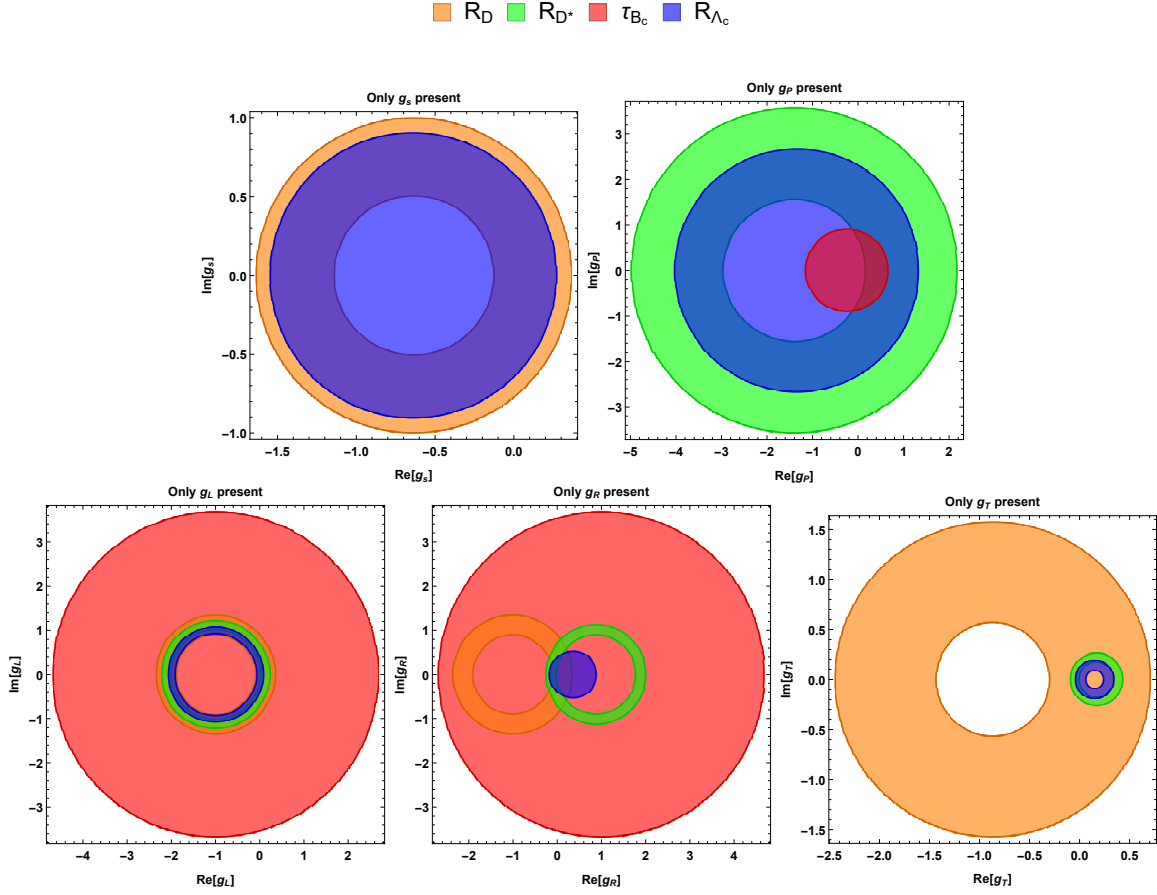 R_D R_D* τ_B_c R_Λ_c
Only g_s present
Im[g_s]
1.0
0.5
0.0
−0.5
−1.0
−1.5 −1.0 −0.5 0.0
Re[g_s]
Only g_P present
Im[g_P]
3
2
1
0
−1
−2
−3
−5 −4 −3 −2 −1 0 1 2
Re[g_P]
Only g_L present
Im[g_L]
3
2
1
0
−1
−2
−3
−4 −3 −2 −1 0 1 2
Re[g_L]
Only g_R present
Im[g_R]
3
2
1
0
−1
−2
−3
−2 −1 0 1 2 3 4
Re[g_R]
Only g_T present
Im[g_T]
1.5
1.0
0.5
0.0
−0.5
−1.0
−1.5
−2.5 −2.0 −1.5 −1.0 −0.5 0.0 0.5
Re[g_T]